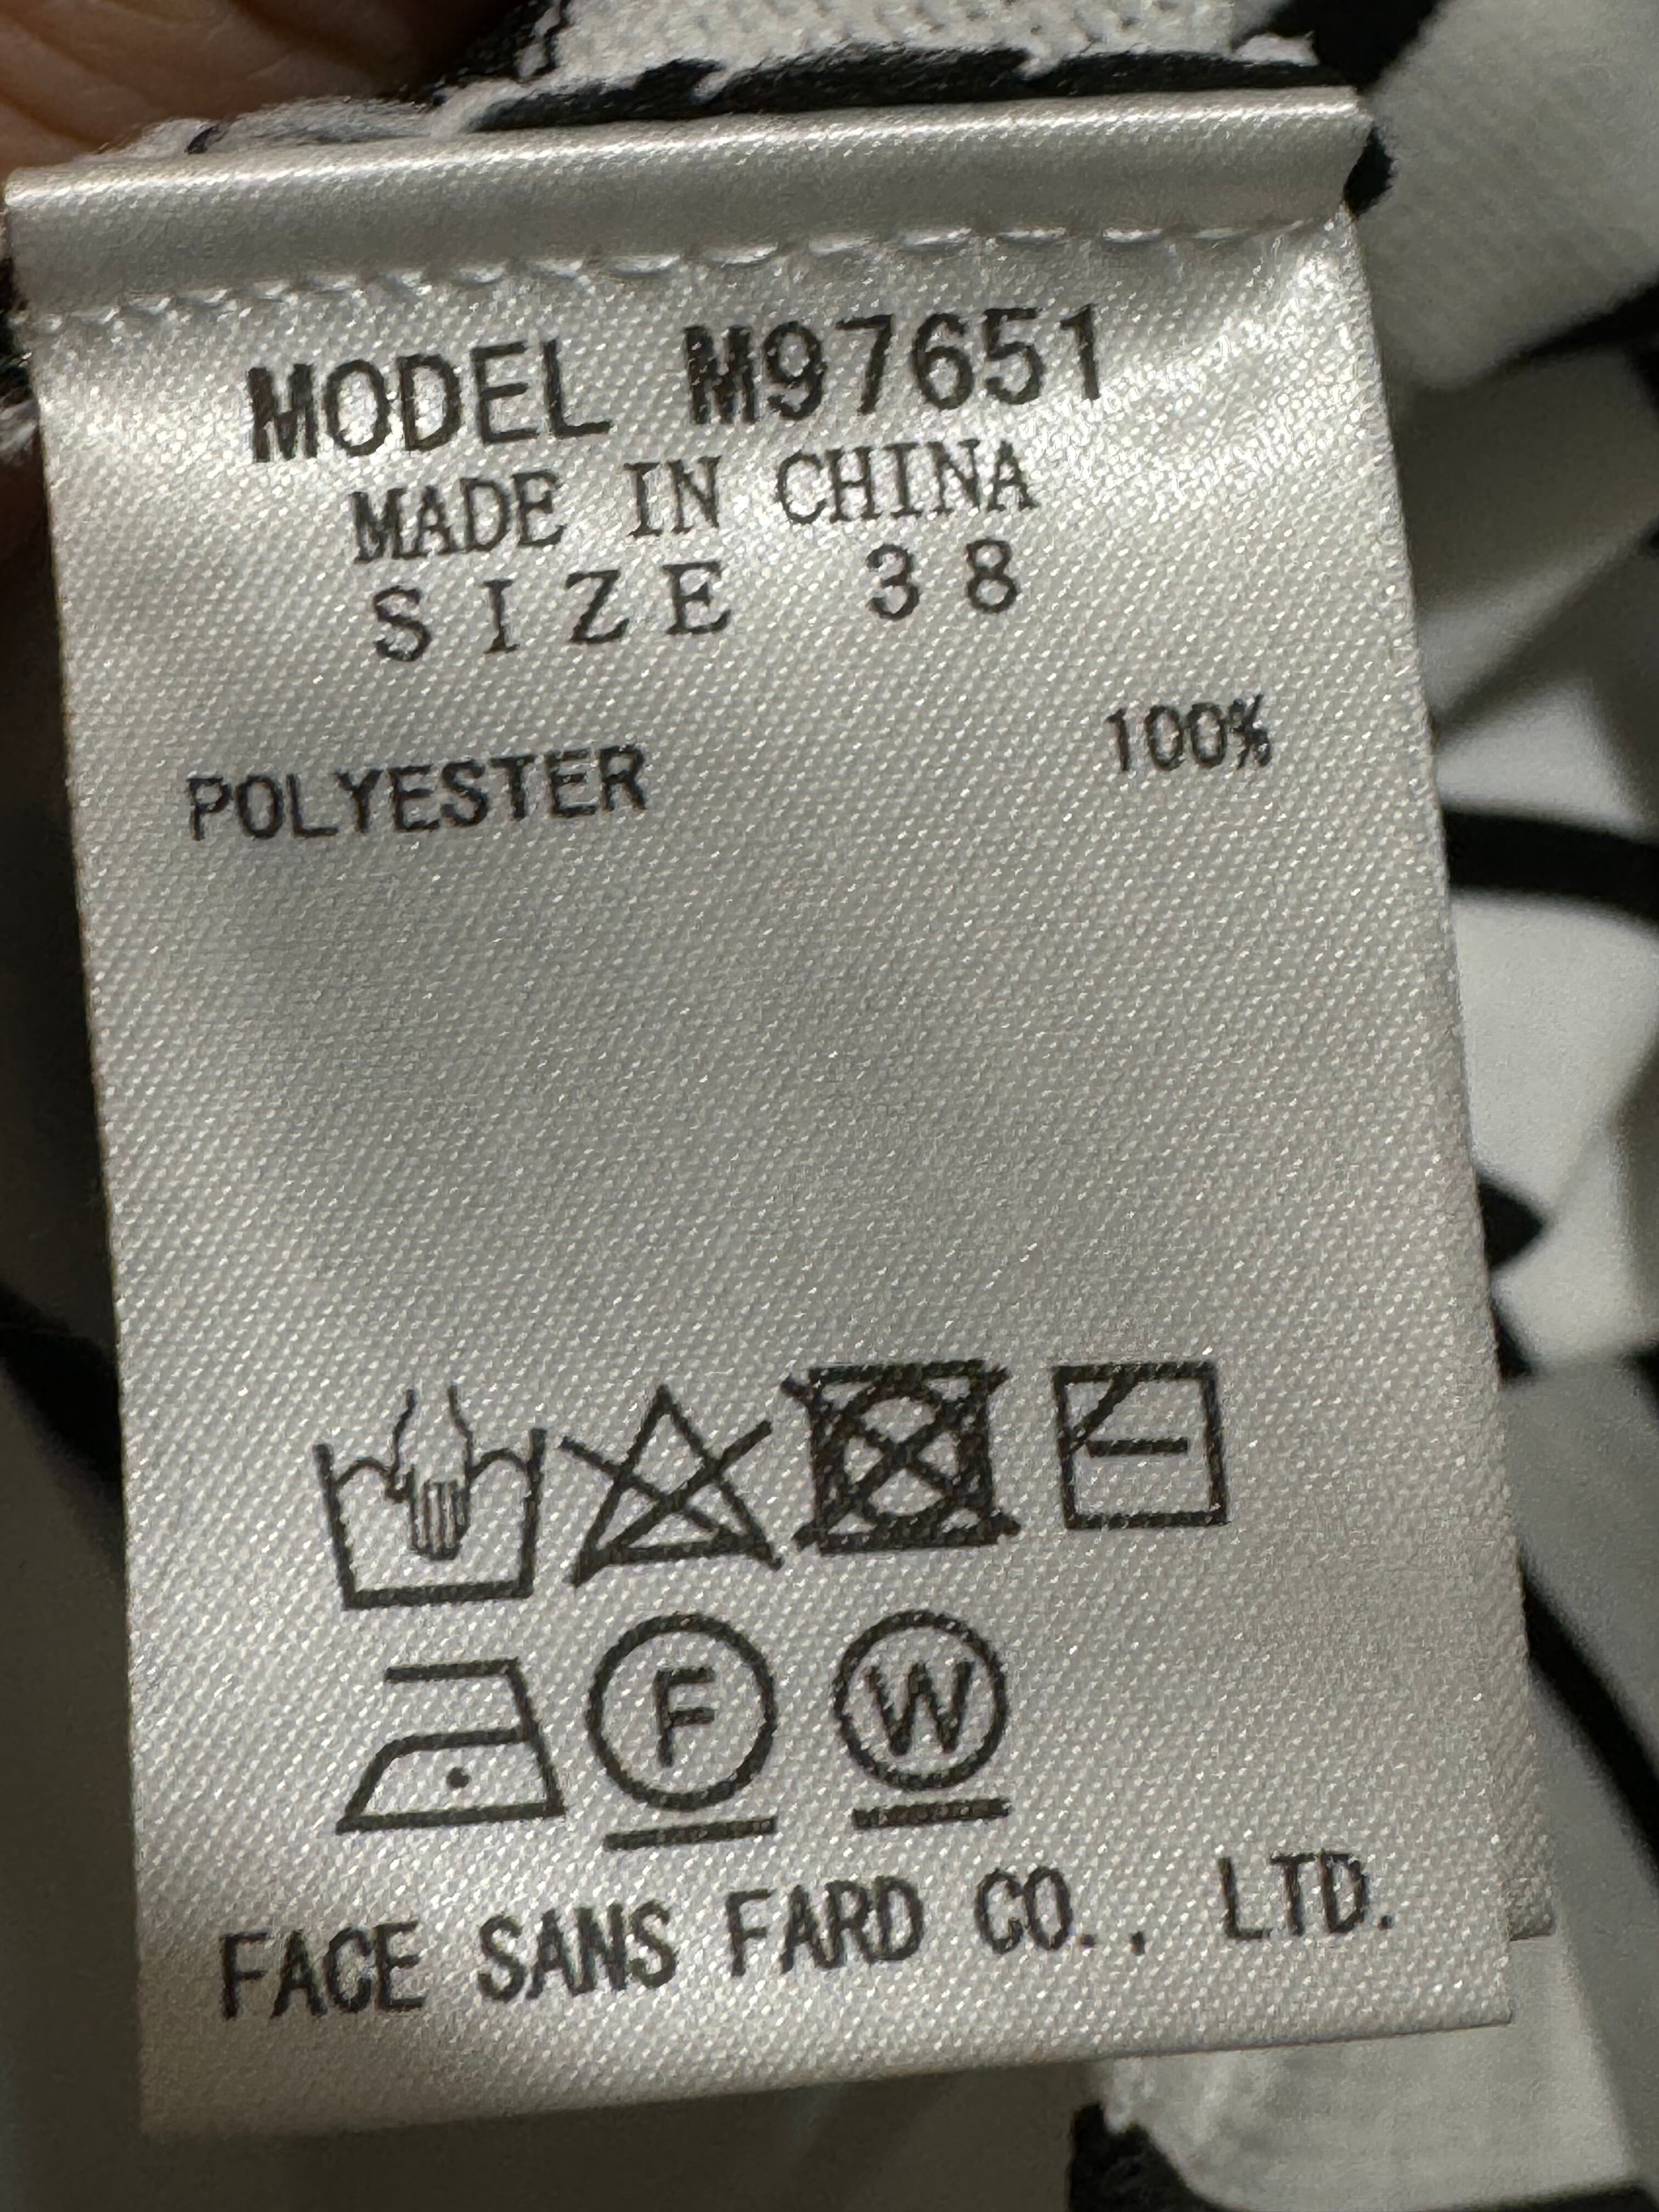 MODEL M97651
MADE IN CHINA
SIZE 38
POLYESTER 100%
F W
FACE SANS FARD CO., LTD.